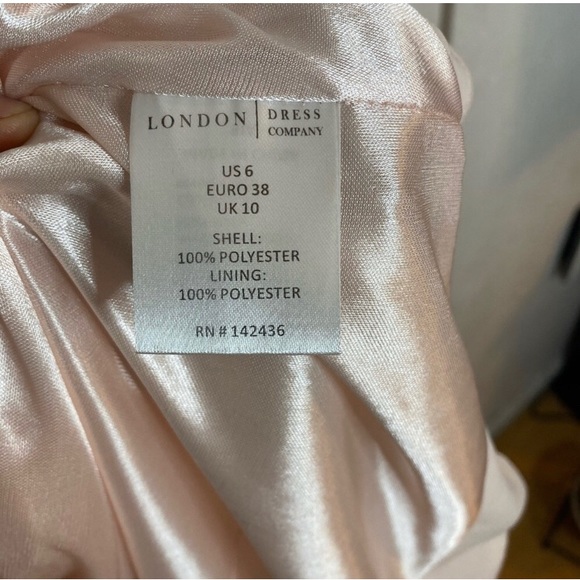 LONDON | DRESS COMPANY
US 6
EURO 38
UK 10
SHELL:
100% POLYESTER
LINING:
100% POLYESTER
RN # 142436